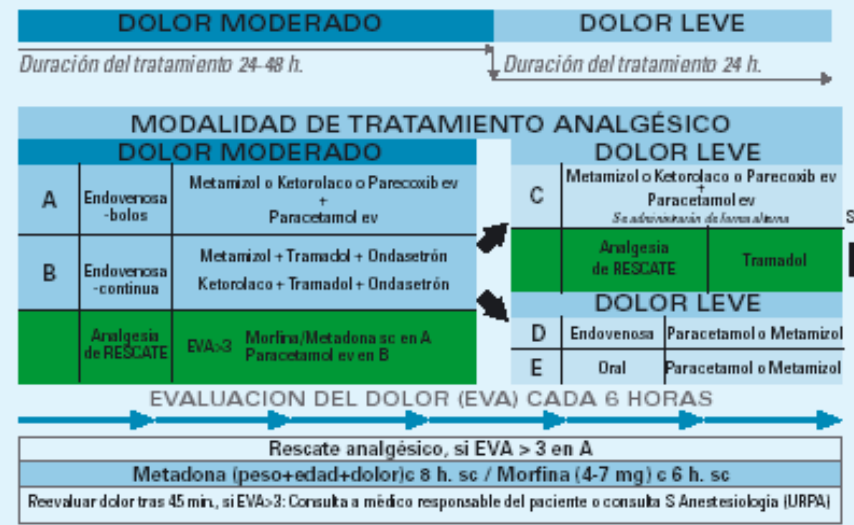 DOLOR MODERADO
DOLOR LEVE
Duración del tratamiento 24-48 h.
Duración del tratamiento 24 h.
MODALIDAD DE TRATAMIENTO ANALGÉSICO
DOLOR MODERADO
A
Endovenosa
-bolos
Metamizol o Ketorolaco o Parecoxib ev
+
Paracetamol ev
B
Endovenosa
-continua
Metamizol + Tramadol + Ondasetrón
Ketorolaco + Tramadol + Ondasetrón
Analgesia
de RESCATE
EVA>3
Morfina/Metadona sc en A
Paracetamol ev en B
DOLOR LEVE
C
Metamizol o Ketorolaco o Parecoxib ev
+
Paracetamol ev
Se administrarán de forma alterna
S
Analgesia
de RESCATE
Tramadol
DOLOR LEVE
D
Endovenosa
Paracetamol o Metamizol
E
Oral
Paracetamol o Metamizol
EVALUACION DEL DOLOR (EVA) CADA 6 HORAS
Rescate analgésico, si EVA > 3 en A
Metadona (peso+edad+dolor)c 8 h. sc / Morfina (4-7 mg) c 6 h. sc
Reevaluar dolor tras 45 min., si EVA>3: Consulta a médico responsable del paciente o consulta S Anestesiologia (URPA)